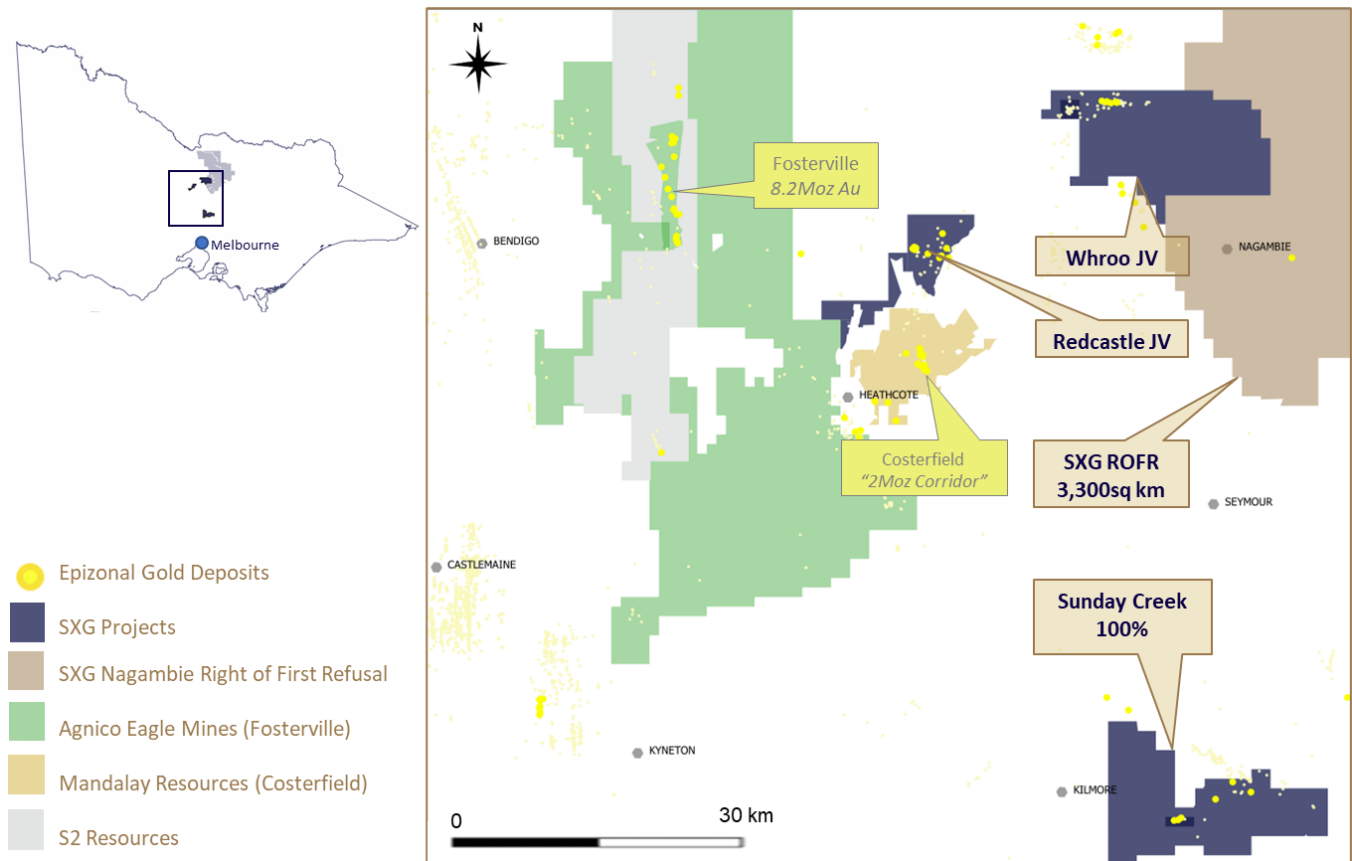 Melbourne
Epizonal Gold Deposits
SXG Projects
SXG Nagambie Right of First Refusal
Agnico Eagle Mines (Fosterville)
Mandalay Resources (Costerfield)
S2 Resources
N
Fosterville
8.2Moz Au
BENDIGO
NAGAMBIE
Whroo JV
Redcastle JV
HEATHCOTE
Costerfield
"2Moz Corridor"
SXG ROFR
3,300sq km
SEYMOUR
CASTLEMAINE
Sunday Creek
100%
KYNETON
KILMORE
0
30 km